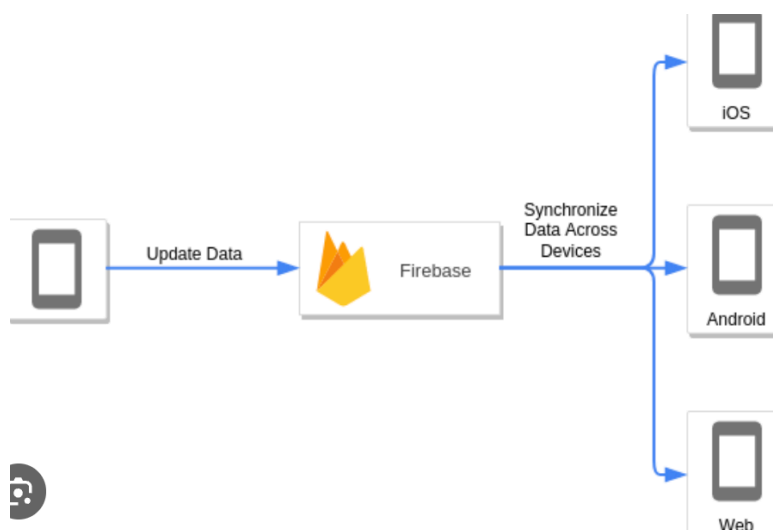 iOS
Synchronize
Data Across
Devices
Update Data
Firebase
Android
Web